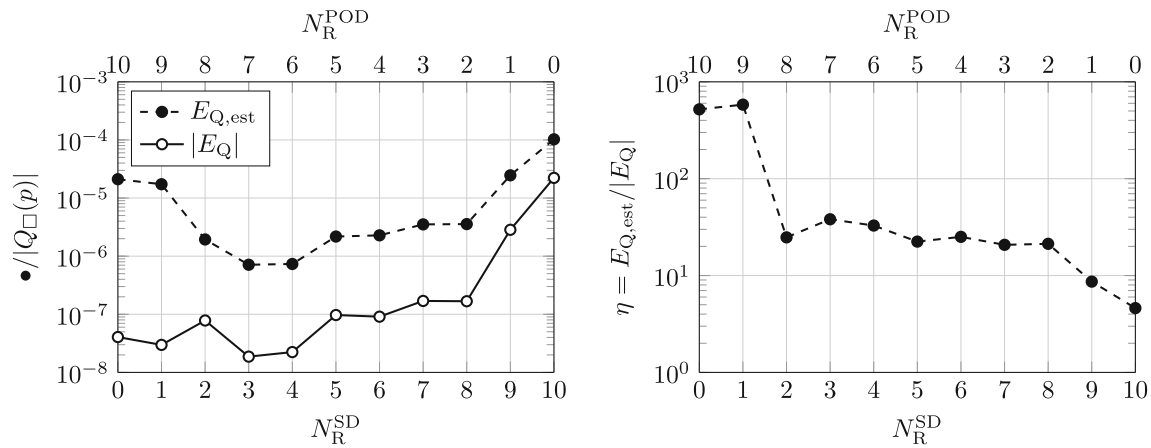 N_R^POD
10 9 8 7 6 5 4 3 2 1 0
10^−3
10^−4
10^−5
10^−6
10^−7
10^−8
●/|Q_□(p)|
E_Q,est
|E_Q|
0 1 2 3 4 5 6 7 8 9 10
N_R^SD
N_R^POD
10 9 8 7 6 5 4 3 2 1 0
10^3
10^2
10^1
10^0
η = E_Q,est/|E_Q|
0 1 2 3 4 5 6 7 8 9 10
N_R^SD